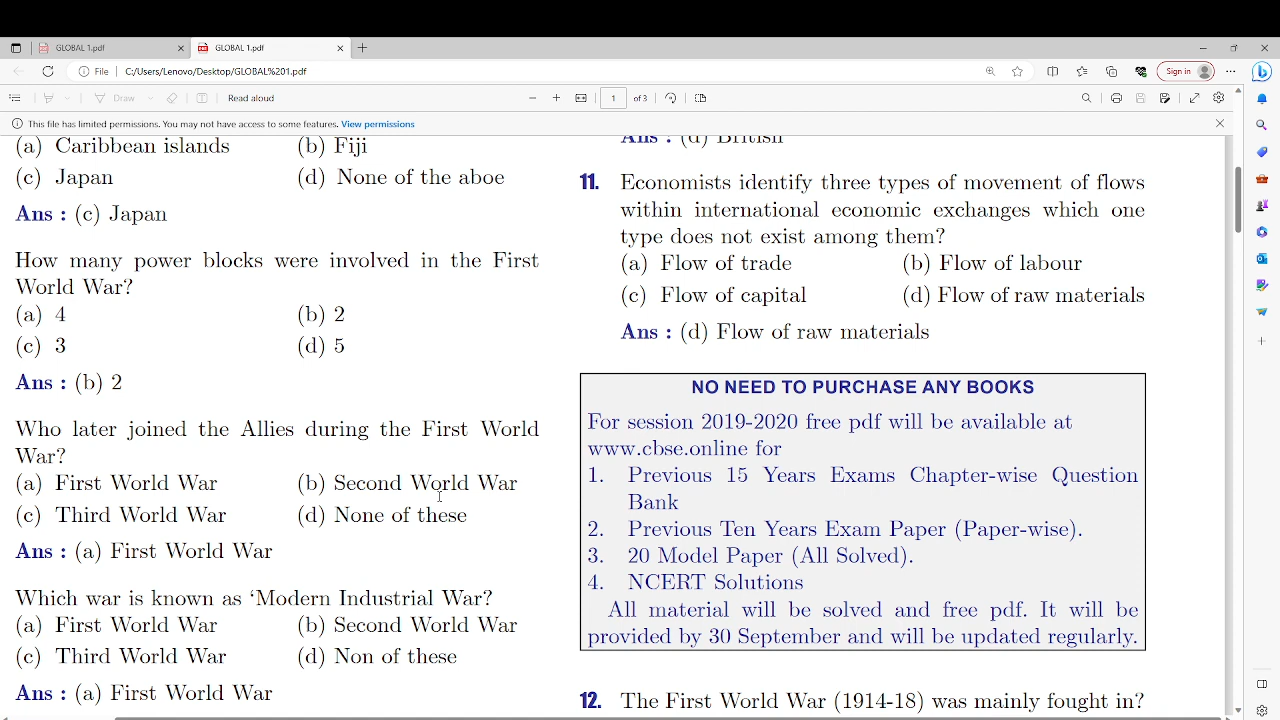 GLOBAL 1.pdf
GLOBAL 1.pdf
File
C:/Users/Lenovo/Desktop/GLOBAL%201.pdf
Sign in
Draw
Read aloud
1 of 3
This file has limited permissions. You may not have access to some features. View permissions
(a) Caribbean islands (b) Fiji
(c) Japan (d) None of the aboe
Ans : (c) Japan
How many power blocks were involved in the First
World War?
(a) 4 (b) 2
(c) 3 (d) 5
Ans : (b) 2
Who later joined the Allies during the First World
War?
(a) First World War (b) Second World War
(c) Third World War (d) None of these
Ans : (a) First World War
Which war is known as ‘Modern Industrial War?
(a) First World War (b) Second World War
(c) Third World War (d) Non of these
Ans : (a) First World War
Ans : (d) British
11. Economists identify three types of movement of flows
within international economic exchanges which one
type does not exist among them?
(a) Flow of trade (b) Flow of labour
(c) Flow of capital (d) Flow of raw materials
Ans : (d) Flow of raw materials
NO NEED TO PURCHASE ANY BOOKS
For session 2019-2020 free pdf will be available at
www.cbse.online for
1. Previous 15 Years Exams Chapter-wise Question
Bank
2. Previous Ten Years Exam Paper (Paper-wise).
3. 20 Model Paper (All Solved).
4. NCERT Solutions
All material will be solved and free pdf. It will be
provided by 30 September and will be updated regularly.
12. The First World War (1914-18) was mainly fought in?